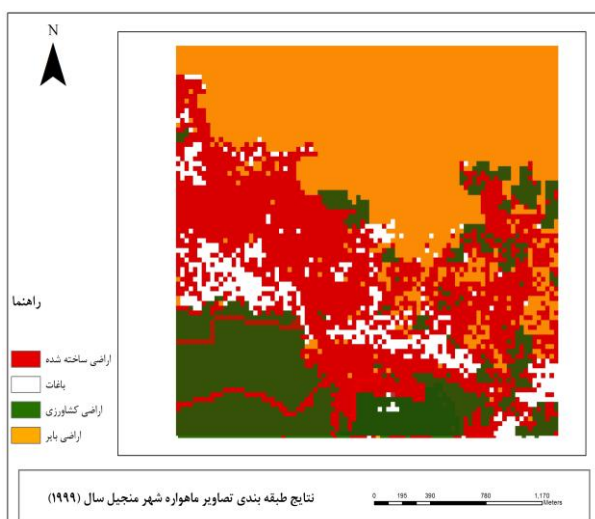 N
راهنما
اراضی ساخته شده
باغات
اراضی کشاورزی
اراضی بایر
نتایج طبقه بندی تصاویر ماهواره شهر منجیل سال (۱۹۹۹)
0 195 390 780 1,170
Meters